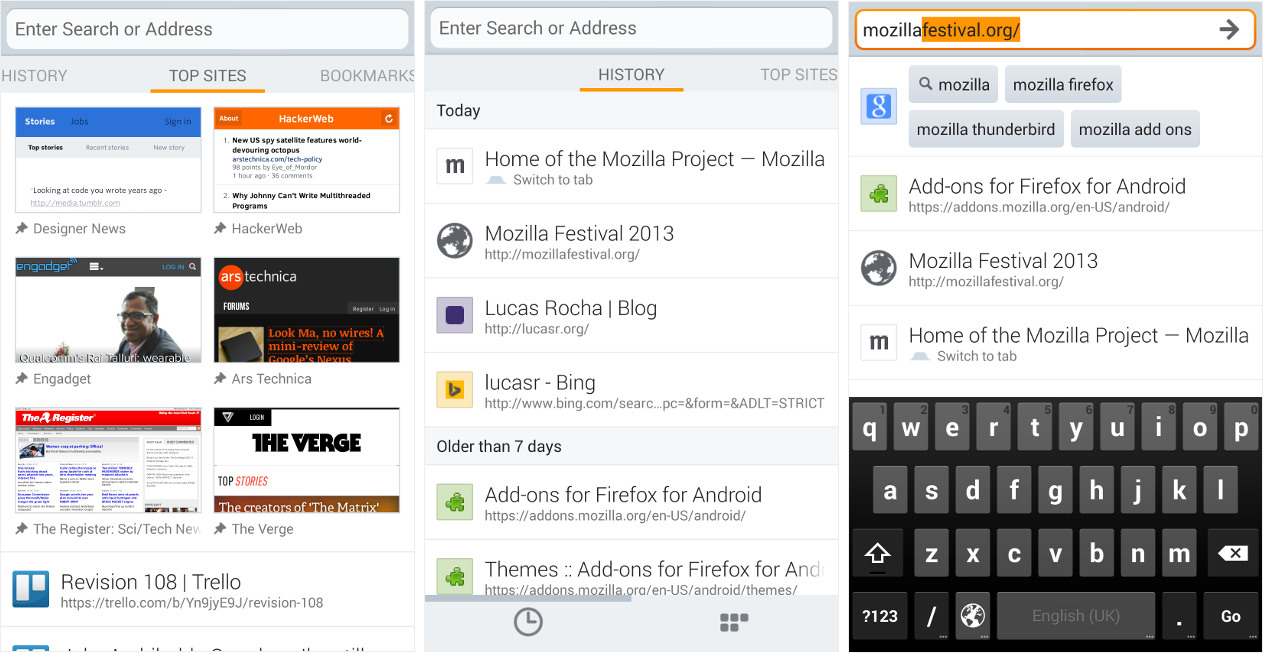 Enter Search or Address
HISTORY
TOP SITES
BOOKMARKS
Stories
Jobs
Sign in
Top stories
Recent stories
New story
Looking at code you wrote years ago -
http://media.tumblr.com
Designer News
About
HackerWeb
1. New US spy satellite features world-
devouring octopus
arstechnica.com/tech-policy
98 points by Eye_of_Mordor
1 hour ago · 36 comments
2. Why Johnny Can't Write Multithreaded
Programs
HackerWeb
engadget
LOG IN
Qualcomm's Raj Talluri: wearable
Engadget
ars technica
FORUMS
Register
Log In
Look Ma, no wires! A
mini-review of
Google's Nexus
Ars Technica
The Register
The Register: Sci/Tech New
LOGIN
THE VERGE
TOP STORIES
The creators of 'The Matrix'
The Verge
Revision 108 | Trello
https://trello.com/b/Yn9jyE9J/revision-108
Enter Search or Address
HISTORY
TOP SITES
Today
m
Home of the Mozilla Project — Mozilla
Switch to tab
Mozilla Festival 2013
http://mozillafestival.org/
Lucas Rocha | Blog
http://lucasr.org/
lucasr - Bing
http://www.bing.com/searc...pc=&form=&ADLT=STRICT
Older than 7 days
Add-ons for Firefox for Android
https://addons.mozilla.org/en-US/android/
Themes :: Add-ons for Firefox for And
https://addons.mozilla.org/en-US/android/themes/
mozillafestival.org/
g
mozilla
mozilla firefox
mozilla thunderbird
mozilla add ons
Add-ons for Firefox for Android
https://addons.mozilla.org/en-US/android/
Mozilla Festival 2013
http://mozillafestival.org/
m
Home of the Mozilla Project — Mozilla
Switch to tab
1 2 3 4 5 6 7 8 9 0
q w e r t y u i o p
a s d f g h j k l
z x c v b n m
?123 / English (UK) . Go